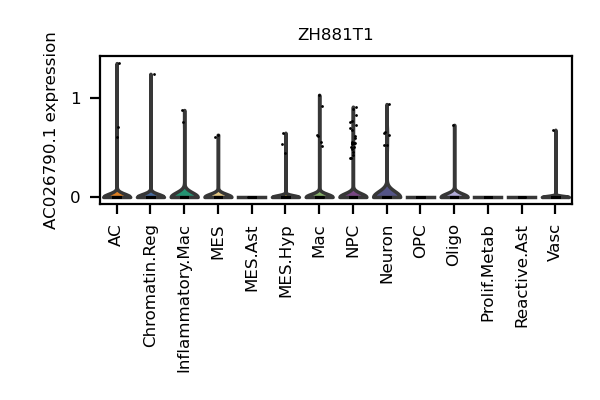 ZH881T1
AC026790.1 expression
1
0
AC
Chromatin.Reg
Inflammatory.Mac
MES
MES.Ast
MES.Hyp
Mac
NPC
Neuron
OPC
Oligo
Prolif.Metab
Reactive.Ast
Vasc